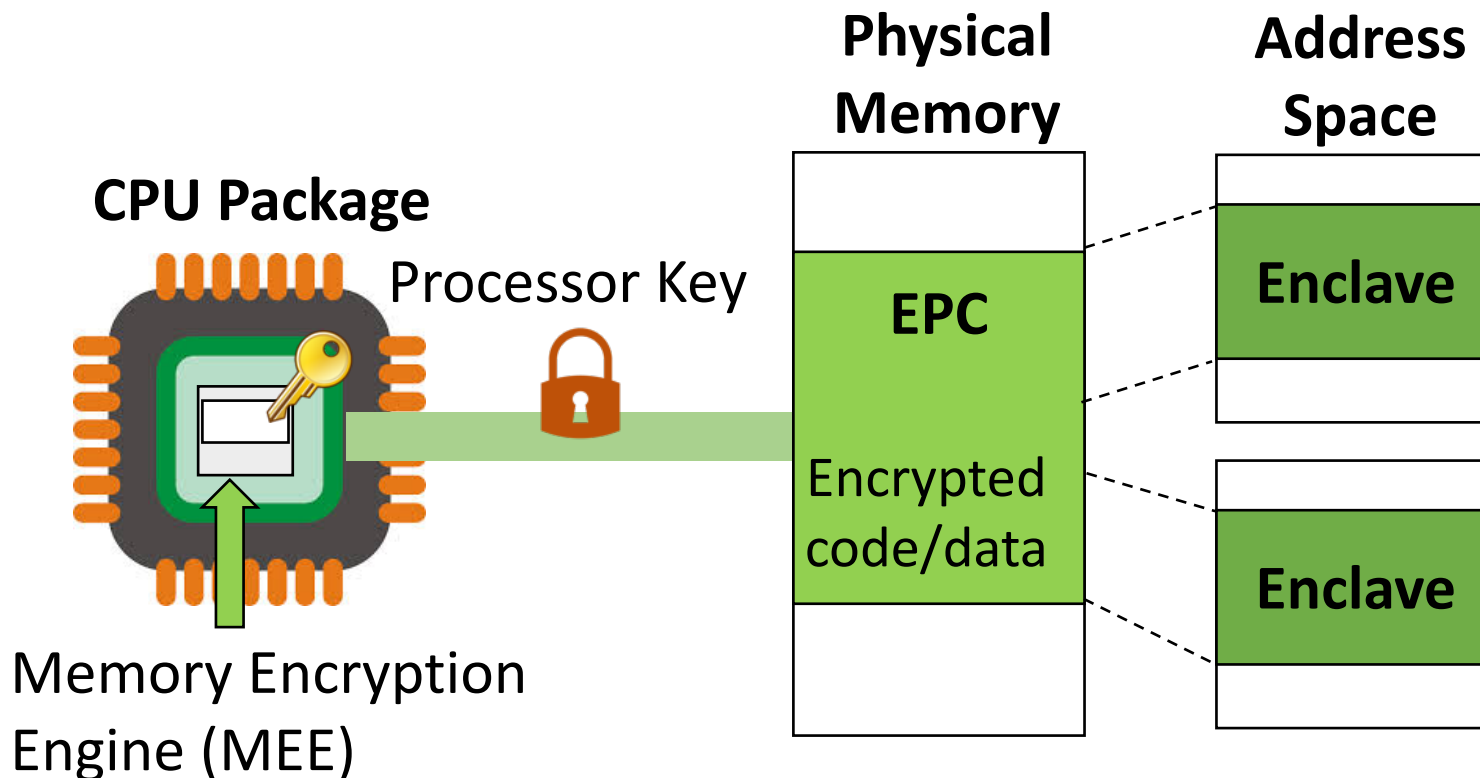 Physical
Memory
Address
Space
CPU Package
Processor Key
EPC
Encrypted
code/data
Enclave
Enclave
Memory Encryption
Engine (MEE)